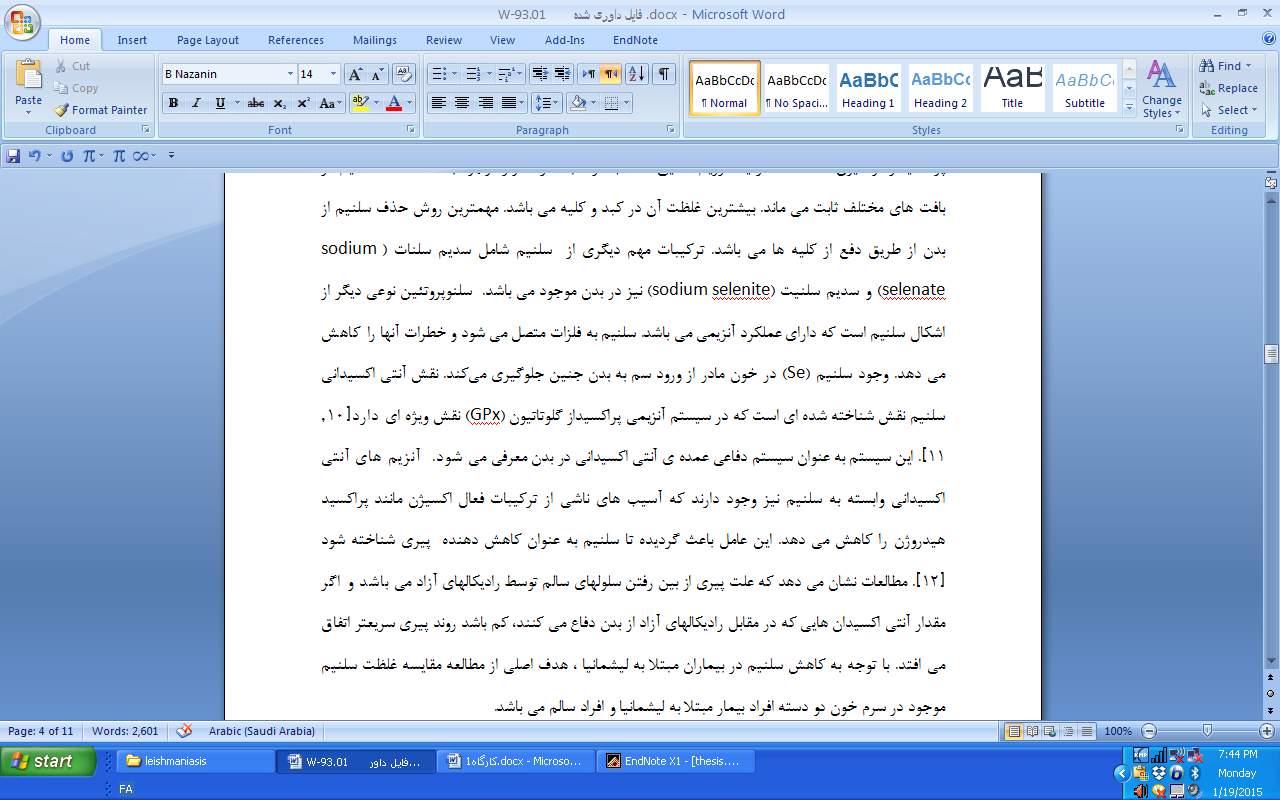 W-93.01 فایل داوری شده .docx - Microsoft Word
Home Insert Page Layout References Mailings Review View Add-Ins EndNote
Paste
Cut
Copy
Format Painter
Clipboard
B Nazanin 14
Font
Paragraph
AaBbCcDc AaBbCcDc AaBbC AaBbCc AaB AaBbCc
¶ Normal ¶ No Spaci... Heading 1 Heading 2 Title Subtitle
Change Styles
Styles
Find
Replace
Select
Editing
بافت های مختلف ثابت می ماند. بیشترین غلظت آن در کبد و کلیه می باشد. مهمترین روش حذف سلنیم از
بدن از طریق دفع از کلیه ها می باشد. ترکیبات مهم دیگری از سلنیم شامل سدیم سلنات ( sodium
selenate) و سدیم سلنیت (sodium selenite) نیز در بدن موجود می باشد. سلنوپروتئین نوعی دیگر از
اشکال سلنیم است که دارای عملکرد آنزیمی می باشد. سلنیم به فلزات متصل می شود و خطرات آنها را کاهش
می دهد. وجود سلنیم (Se) در خون مادر از ورود سم به بدن جنین جلوگیری می‌کند. نقش آنتی اکسیدانی
سلنیم نقش شناخته شده ای است که در سیستم آنزیمی پراکسیداز گلوتاتیون (GPx) نقش ویژه ای دارد[۱۰,
۱۱]. این سیستم به عنوان سیستم دفاعی عمده ی آنتی اکسیدانی در بدن معرفی می شود. آنزیم های آنتی
اکسیدانی وابسته به سلنیم نیز وجود دارند که آسیب های ناشی از ترکیبات فعال اکسیژن مانند پراکسید
هیدروژن را کاهش می دهد. این عامل باعث گردیده تا سلنیم به عنوان کاهش دهنده پیری شناخته شود
[۱۲]. مطالعات نشان می دهد که علت پیری از بین رفتن سلولهای سالم توسط رادیکالهای آزاد می باشد و اگر
مقدار آنتی اکسیدان هایی که در مقابل رادیکالهای آزاد از بدن دفاع می کنند، کم باشد روند پیری سریعتر اتفاق
می افتد. با توجه به کاهش سلنیم در بیماران مبتلا به لیشمانیا ، هدف اصلی از مطالعه مقایسه غلظت سلنیم
موجود در سرم خون دو دسته افراد بیمار مبتلا به لیشمانیا و افراد سالم می باشد.
Page: 4 of 11 Words: 2,601 Arabic (Saudi Arabia) 100%
start leishmaniasis W-93.01 فایل داور... کارگاه1.docx - Microso... EndNote X1 - [thesis.... 7:44 PM
Monday
FA 1/19/2015